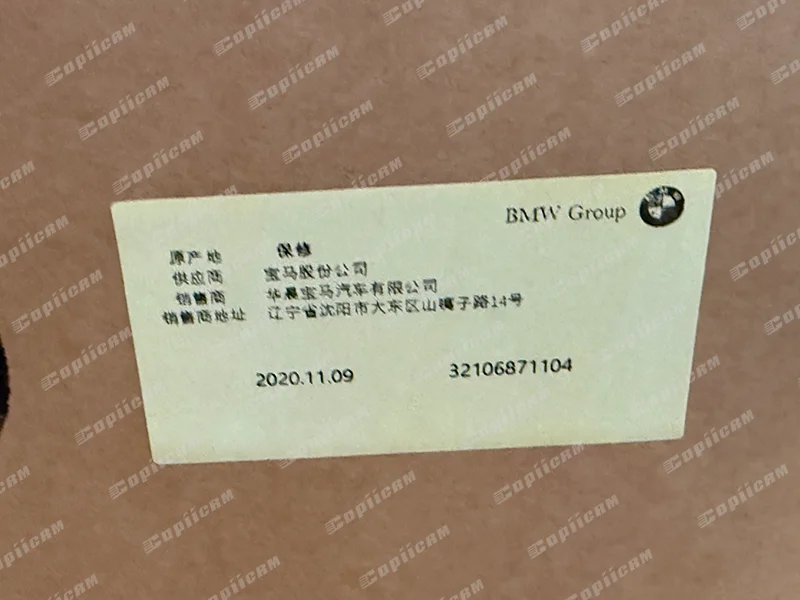 BMW Group
原产地 保修
供应商 宝马股份公司
销售商 华晨宝马汽车有限公司
销售商地址 辽宁省沈阳市大东区山嘴子路14号
2020.11.09 32106871104
CopiiCAM